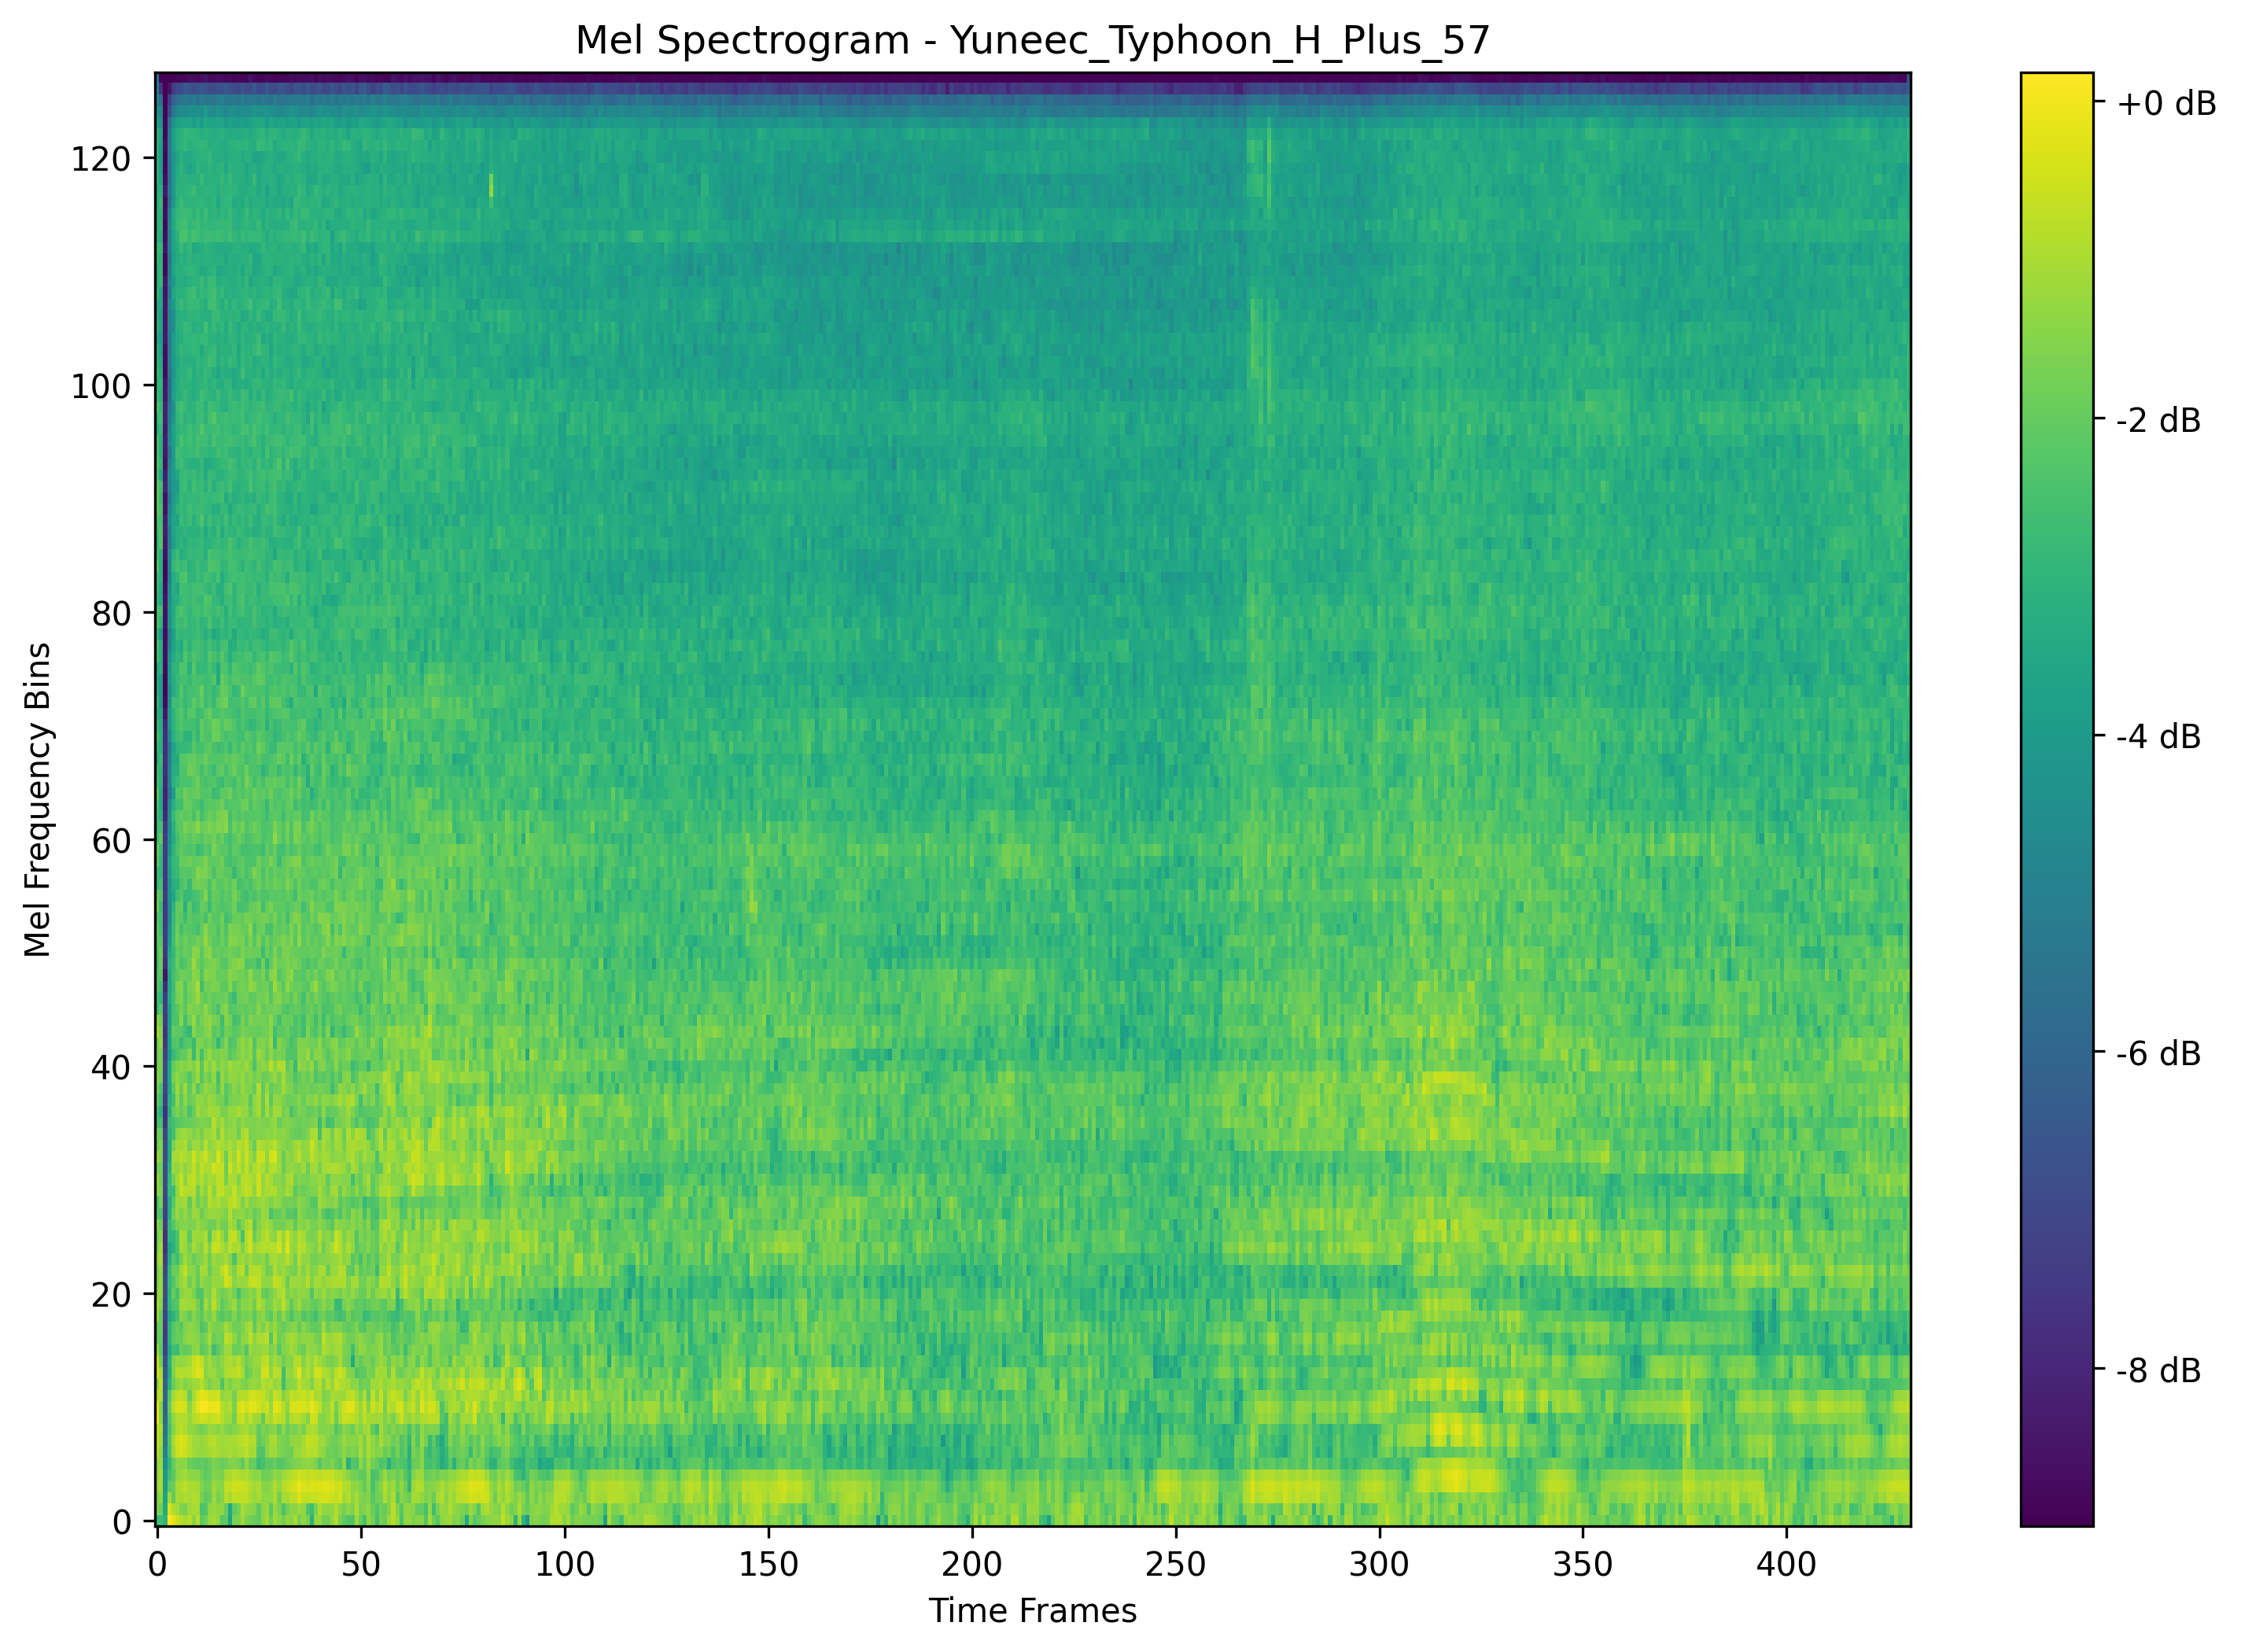 Mel Spectrogram - Yuneec_Typhoon_H_Plus_57
Mel Frequency Bins
120
100
80
60
40
20
0
0 50 100 150 200 250 300 350 400
Time Frames
+0 dB
-2 dB
-4 dB
-6 dB
-8 dB